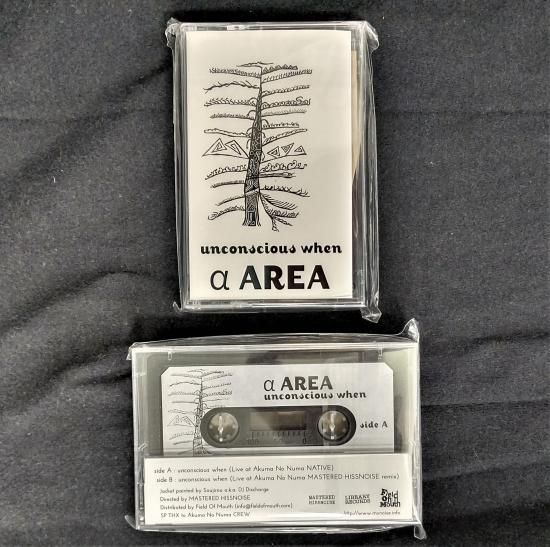 unconscious when
α AREA
α AREA
unconscious when
side A
side A : unconscious when (Live at Akuma No Numa NATIVE)
side B : unconscious when (Live at Akuma No Numa MASTERED HISSNOISE remix)
Jacket painted by Soujirou a.k.a. DJ Discharge
Directed by MASTERED HISSNOISE
Distributed by Field Of Mouth (info@fieldofmouth.com)
SP THX to Akuma No Numa CREW
MASTERED
HISSNOISE
LIBRARY
RECORDS
Field
Of
Mouth